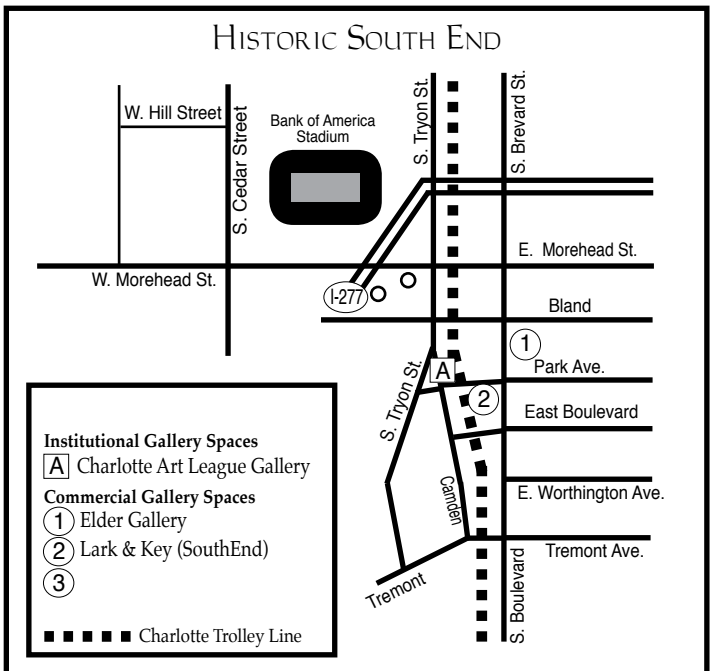 HISTORIC SOUTH END
W. Hill Street
S. Cedar Street
Bank of America
Stadium
S. Tryon St.
S. Brevard St.
E. Morehead St.
W. Morehead St.
I-277
Bland
1
Park Ave.
A
S. Tryon St.
2
East Boulevard
Camden
E. Worthington Ave.
Tremont Ave.
Tremont
S. Boulevard
Institutional Gallery Spaces
A Charlotte Art League Gallery
Commercial Gallery Spaces
1 Elder Gallery
2 Lark & Key (SouthEnd)
3
Charlotte Trolley Line